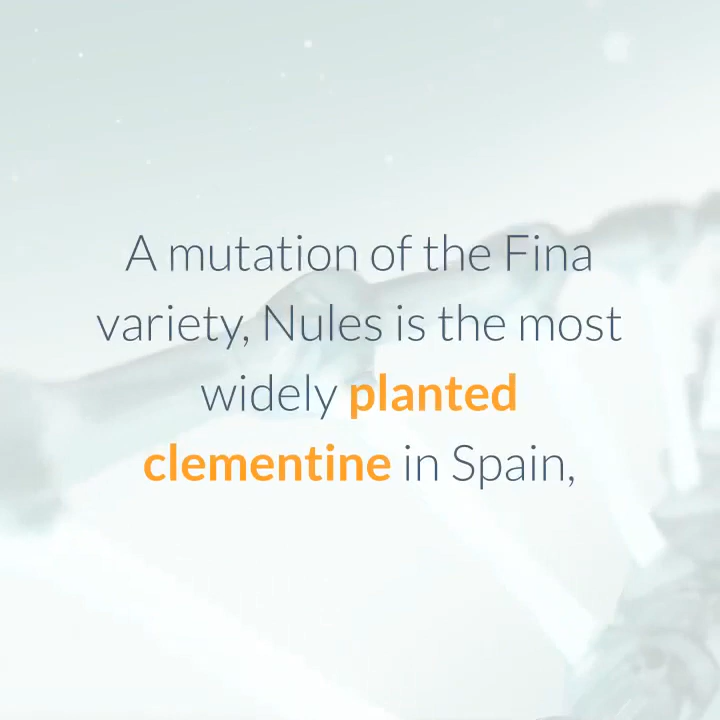 A mutation of the Fina
variety, Nules is the most
widely planted
clementine in Spain,